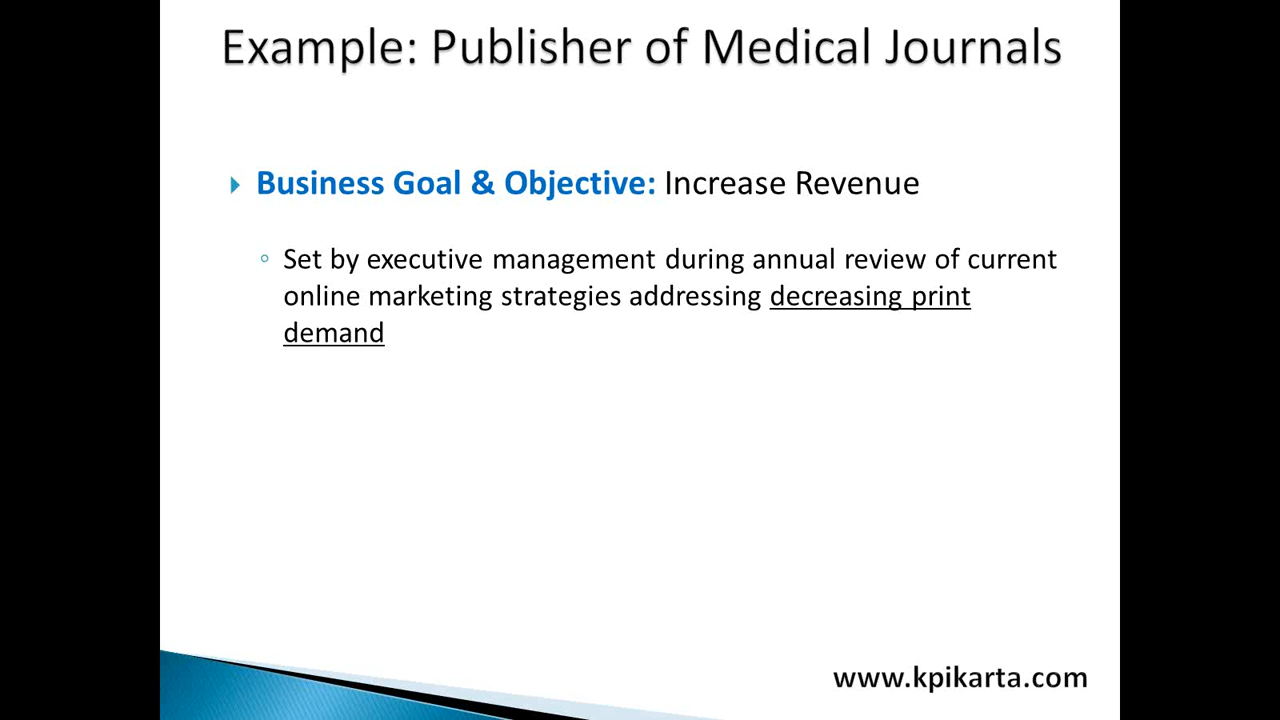 Example: Publisher of Medical Journals
Business Goal & Objective: Increase Revenue
Set by executive management during annual review of current
online marketing strategies addressing decreasing print
demand
www.kpikarta.com